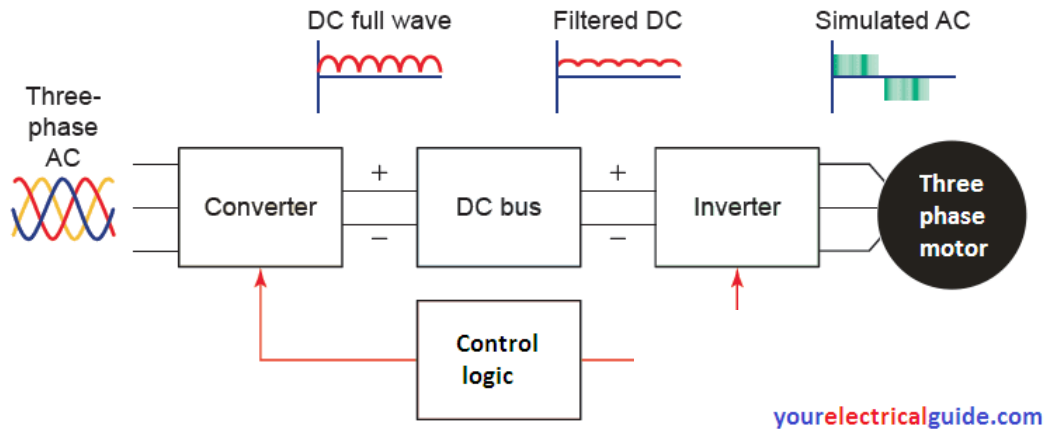 DC full wave
Filtered DC
Simulated AC
Three-
phase
AC
Converter
+
−
DC bus
+
−
Inverter
Three
phase
motor
Control
logic
yourelectricalguide.com